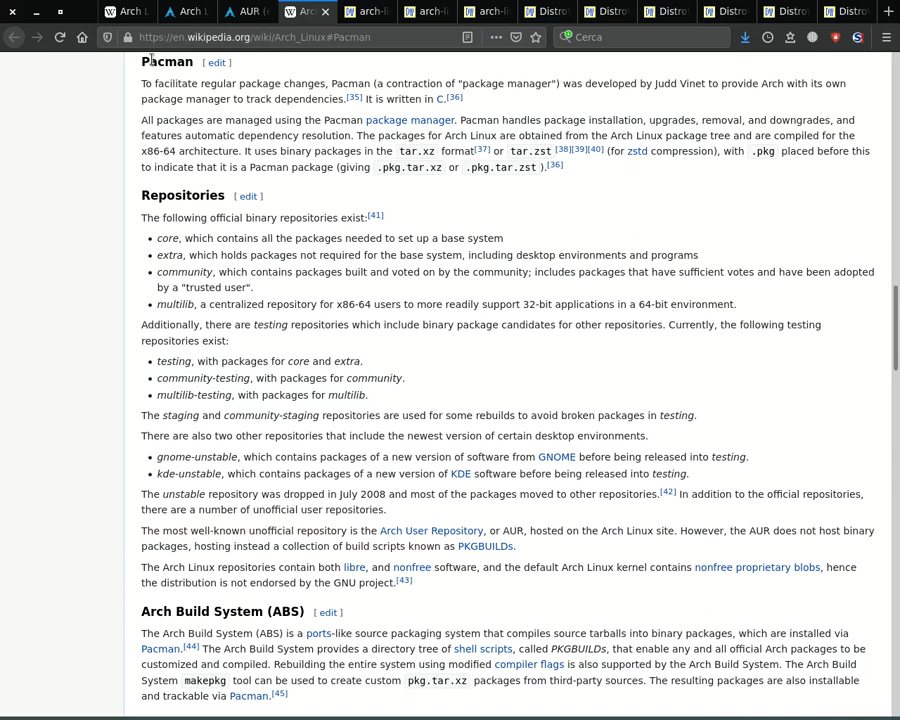 Arch L
Arch L
AUR (
Arc
arch-li
arch-li
arch-li
Distro
Distro
Distro
Distro
Distro
Distro
https://en.wikipedia.org/wiki/Arch_Linux#Pacman
Cerca
Pacman [ edit ]
To facilitate regular package changes, Pacman (a contraction of "package manager") was developed by Judd Vinet to provide Arch with its own
package manager to track dependencies.[35] It is written in C.[36]
All packages are managed using the Pacman package manager. Pacman handles package installation, upgrades, removal, and downgrades, and
features automatic dependency resolution. The packages for Arch Linux are obtained from the Arch Linux package tree and are compiled for the
x86-64 architecture. It uses binary packages in the tar.xz format[37] or tar.zst [38][39][40] (for zstd compression), with .pkg placed before this
to indicate that it is a Pacman package (giving .pkg.tar.xz or .pkg.tar.zst ).[36]
Repositories [ edit ]
The following official binary repositories exist:[41]
• core, which contains all the packages needed to set up a base system
• extra, which holds packages not required for the base system, including desktop environments and programs
• community, which contains packages built and voted on by the community; includes packages that have sufficient votes and have been adopted
by a "trusted user".
• multilib, a centralized repository for x86-64 users to more readily support 32-bit applications in a 64-bit environment.
Additionally, there are testing repositories which include binary package candidates for other repositories. Currently, the following testing
repositories exist:
• testing, with packages for core and extra.
• community-testing, with packages for community.
• multilib-testing, with packages for multilib.
The staging and community-staging repositories are used for some rebuilds to avoid broken packages in testing.
There are also two other repositories that include the newest version of certain desktop environments.
• gnome-unstable, which contains packages of a new version of software from GNOME before being released into testing.
• kde-unstable, which contains packages of a new version of KDE software before being released into testing.
The unstable repository was dropped in July 2008 and most of the packages moved to other repositories.[42] In addition to the official repositories,
there are a number of unofficial user repositories.
The most well-known unofficial repository is the Arch User Repository, or AUR, hosted on the Arch Linux site. However, the AUR does not host binary
packages, hosting instead a collection of build scripts known as PKGBUILDs.
The Arch Linux repositories contain both libre, and nonfree software, and the default Arch Linux kernel contains nonfree proprietary blobs, hence
the distribution is not endorsed by the GNU project.[43]
Arch Build System (ABS) [ edit ]
The Arch Build System (ABS) is a ports-like source packaging system that compiles source tarballs into binary packages, which are installed via
Pacman.[44] The Arch Build System provides a directory tree of shell scripts, called PKGBUILDs, that enable any and all official Arch packages to be
customized and compiled. Rebuilding the entire system using modified compiler flags is also supported by the Arch Build System. The Arch Build
System makepkg tool can be used to create custom pkg.tar.xz packages from third-party sources. The resulting packages are also installable
and trackable via Pacman.[45]